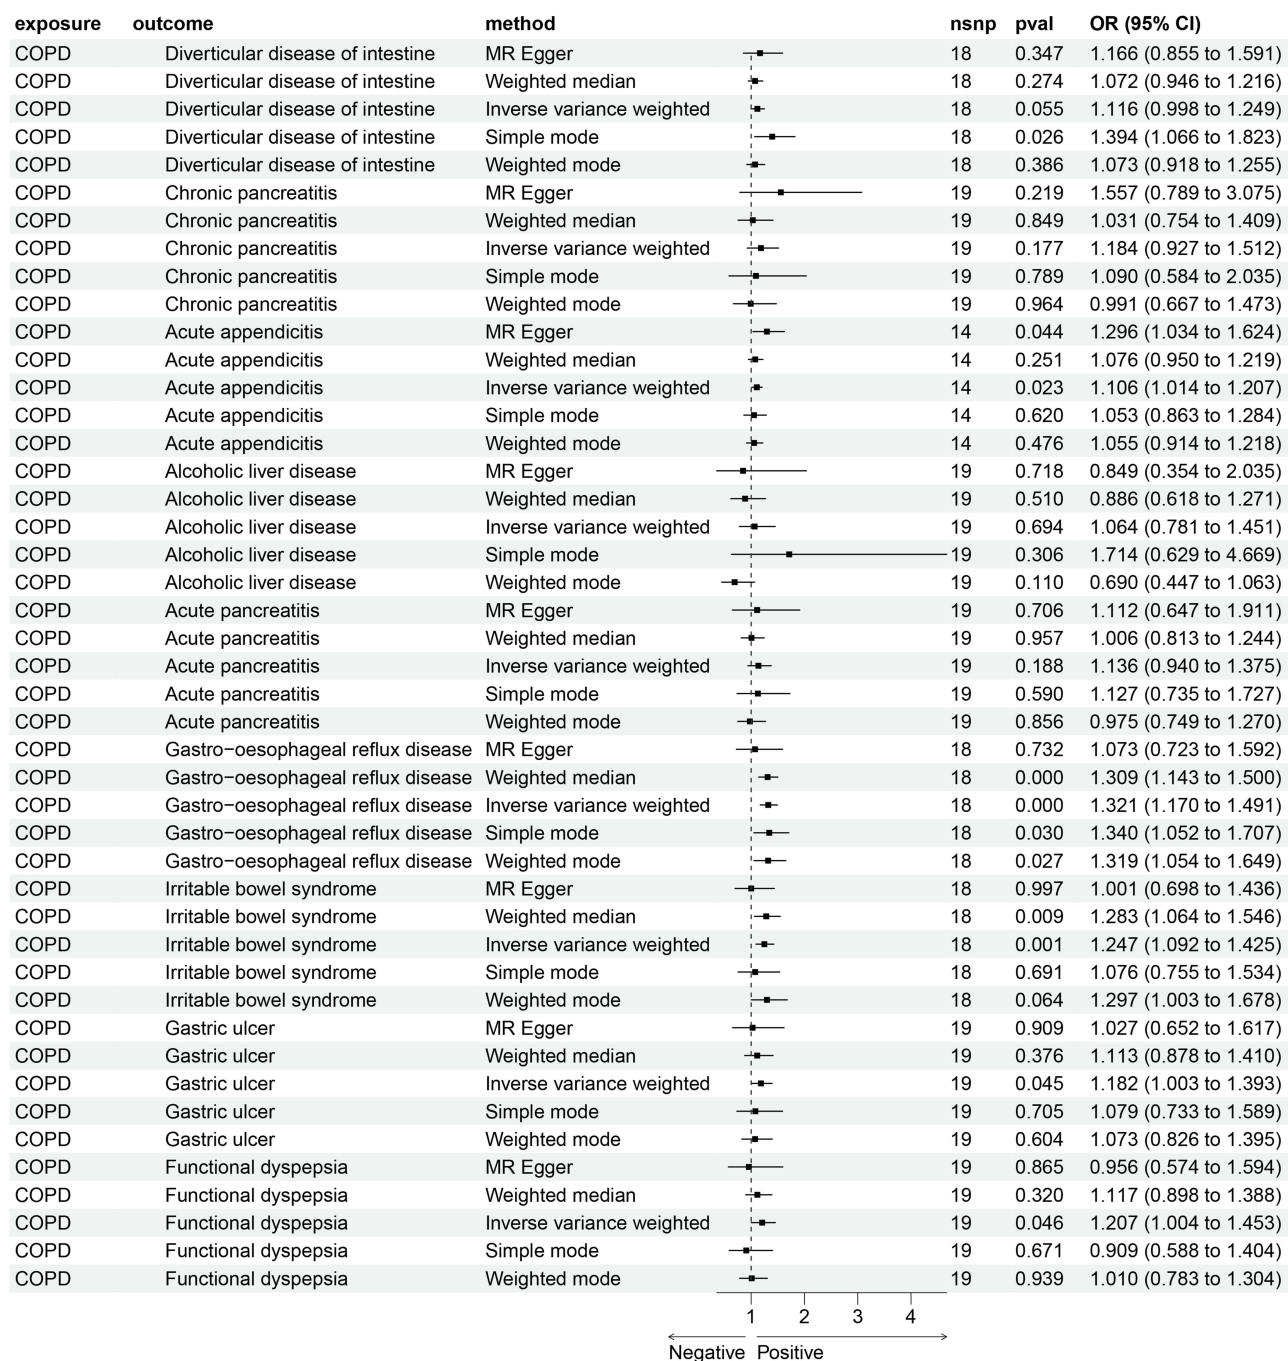 exposure outcome method nsnp pval OR (95% CI)
COPD Diverticular disease of intestine MR Egger 18 0.347 1.166 (0.855 to 1.591)
COPD Diverticular disease of intestine Weighted median 18 0.274 1.072 (0.946 to 1.216)
COPD Diverticular disease of intestine Inverse variance weighted 18 0.055 1.116 (0.998 to 1.249)
COPD Diverticular disease of intestine Simple mode 18 0.026 1.394 (1.066 to 1.823)
COPD Diverticular disease of intestine Weighted mode 18 0.386 1.073 (0.918 to 1.255)
COPD Chronic pancreatitis MR Egger 19 0.219 1.557 (0.789 to 3.075)
COPD Chronic pancreatitis Weighted median 19 0.849 1.031 (0.754 to 1.409)
COPD Chronic pancreatitis Inverse variance weighted 19 0.177 1.184 (0.927 to 1.512)
COPD Chronic pancreatitis Simple mode 19 0.789 1.090 (0.584 to 2.035)
COPD Chronic pancreatitis Weighted mode 19 0.964 0.991 (0.667 to 1.473)
COPD Acute appendicitis MR Egger 14 0.044 1.296 (1.034 to 1.624)
COPD Acute appendicitis Weighted median 14 0.251 1.076 (0.950 to 1.219)
COPD Acute appendicitis Inverse variance weighted 14 0.023 1.106 (1.014 to 1.207)
COPD Acute appendicitis Simple mode 14 0.620 1.053 (0.863 to 1.284)
COPD Acute appendicitis Weighted mode 14 0.476 1.055 (0.914 to 1.218)
COPD Alcoholic liver disease MR Egger 19 0.718 0.849 (0.354 to 2.035)
COPD Alcoholic liver disease Weighted median 19 0.510 0.886 (0.618 to 1.271)
COPD Alcoholic liver disease Inverse variance weighted 19 0.694 1.064 (0.781 to 1.451)
COPD Alcoholic liver disease Simple mode 19 0.306 1.714 (0.629 to 4.669)
COPD Alcoholic liver disease Weighted mode 19 0.110 0.690 (0.447 to 1.063)
COPD Acute pancreatitis MR Egger 19 0.706 1.112 (0.647 to 1.911)
COPD Acute pancreatitis Weighted median 19 0.957 1.006 (0.813 to 1.244)
COPD Acute pancreatitis Inverse variance weighted 19 0.188 1.136 (0.940 to 1.375)
COPD Acute pancreatitis Simple mode 19 0.590 1.127 (0.735 to 1.727)
COPD Acute pancreatitis Weighted mode 19 0.856 0.975 (0.749 to 1.270)
COPD Gastro−oesophageal reflux disease MR Egger 18 0.732 1.073 (0.723 to 1.592)
COPD Gastro−oesophageal reflux disease Weighted median 18 0.000 1.309 (1.143 to 1.500)
COPD Gastro−oesophageal reflux disease Inverse variance weighted 18 0.000 1.321 (1.170 to 1.491)
COPD Gastro−oesophageal reflux disease Simple mode 18 0.030 1.340 (1.052 to 1.707)
COPD Gastro−oesophageal reflux disease Weighted mode 18 0.027 1.319 (1.054 to 1.649)
COPD Irritable bowel syndrome MR Egger 18 0.997 1.001 (0.698 to 1.436)
COPD Irritable bowel syndrome Weighted median 18 0.009 1.283 (1.064 to 1.546)
COPD Irritable bowel syndrome Inverse variance weighted 18 0.001 1.247 (1.092 to 1.425)
COPD Irritable bowel syndrome Simple mode 18 0.691 1.076 (0.755 to 1.534)
COPD Irritable bowel syndrome Weighted mode 18 0.064 1.297 (1.003 to 1.678)
COPD Gastric ulcer MR Egger 19 0.909 1.027 (0.652 to 1.617)
COPD Gastric ulcer Weighted median 19 0.376 1.113 (0.878 to 1.410)
COPD Gastric ulcer Inverse variance weighted 19 0.045 1.182 (1.003 to 1.393)
COPD Gastric ulcer Simple mode 19 0.705 1.079 (0.733 to 1.589)
COPD Gastric ulcer Weighted mode 19 0.604 1.073 (0.826 to 1.395)
COPD Functional dyspepsia MR Egger 19 0.865 0.956 (0.574 to 1.594)
COPD Functional dyspepsia Weighted median 19 0.320 1.117 (0.898 to 1.388)
COPD Functional dyspepsia Inverse variance weighted 19 0.046 1.207 (1.004 to 1.453)
COPD Functional dyspepsia Simple mode 19 0.671 0.909 (0.588 to 1.404)
COPD Functional dyspepsia Weighted mode 19 0.939 1.010 (0.783 to 1.304)
1 2 3 4
Negative Positive